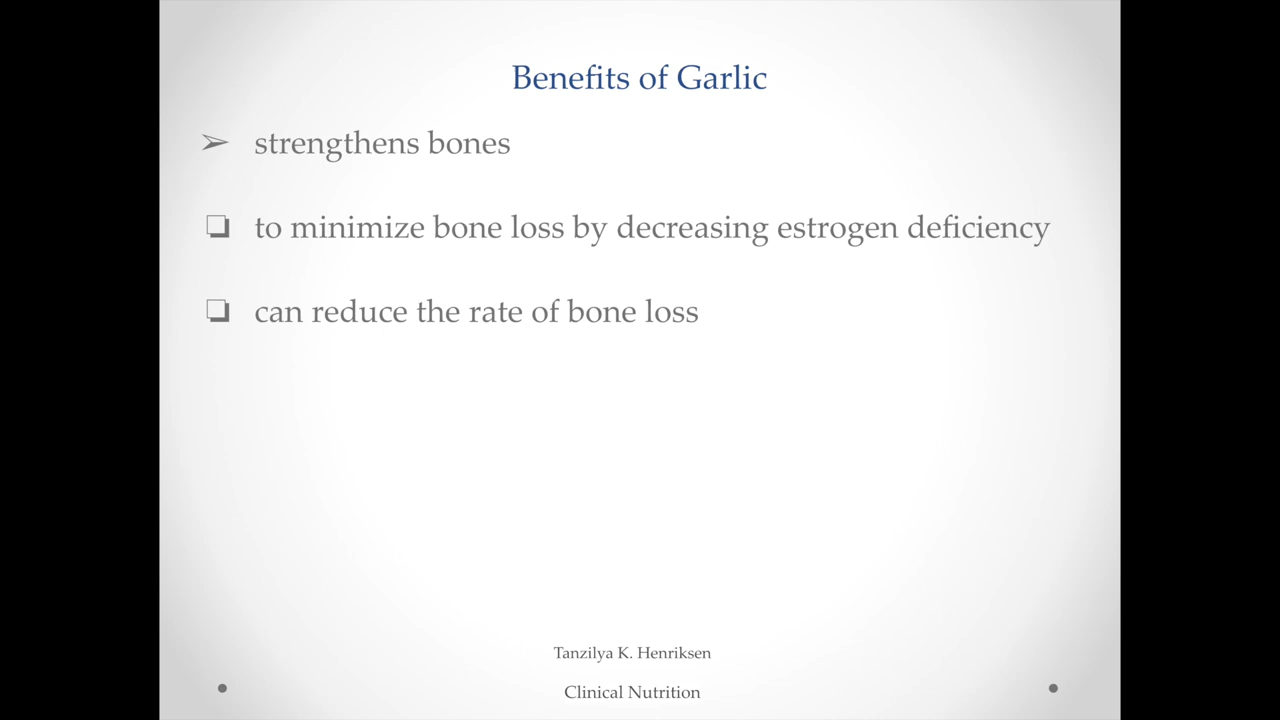 Benefits of Garlic
➢ strengthens bones
❏ to minimize bone loss by decreasing estrogen deficiency
❏ can reduce the rate of bone loss
Tanzilya K. Henriksen
Clinical Nutrition